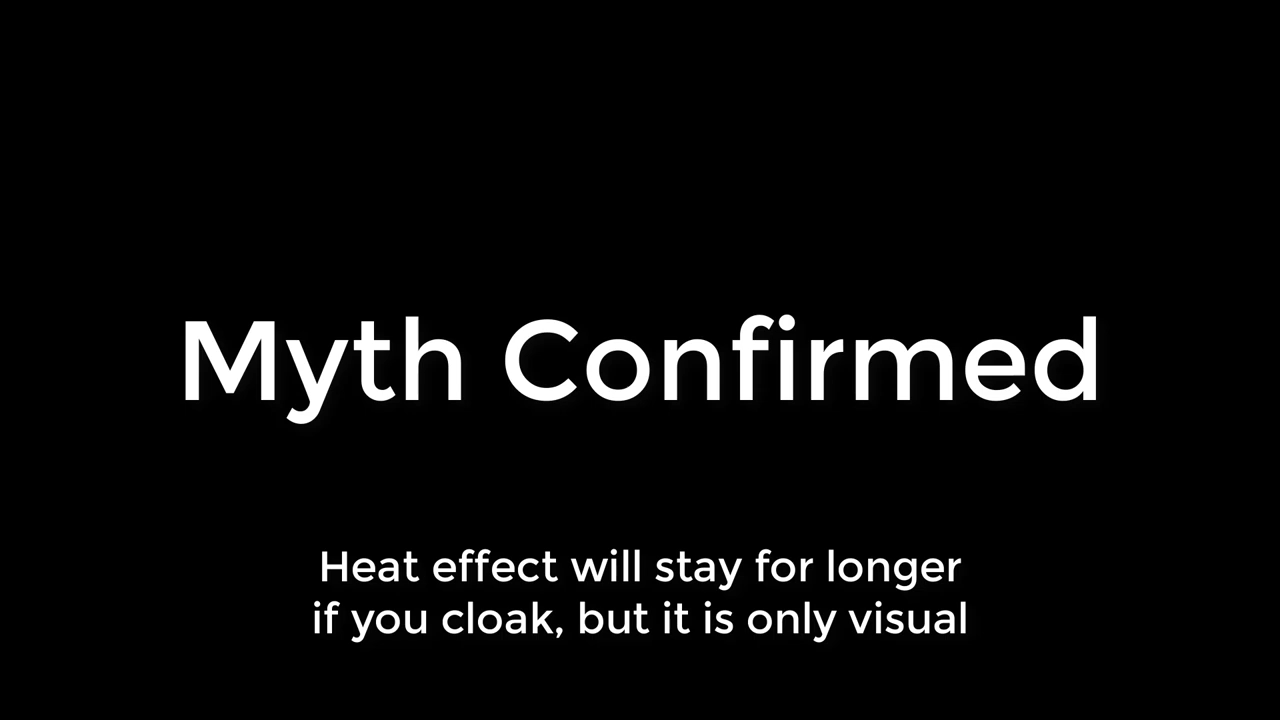 Myth Confirmed
Heat effect will stay for longer
if you cloak, but it is only visual